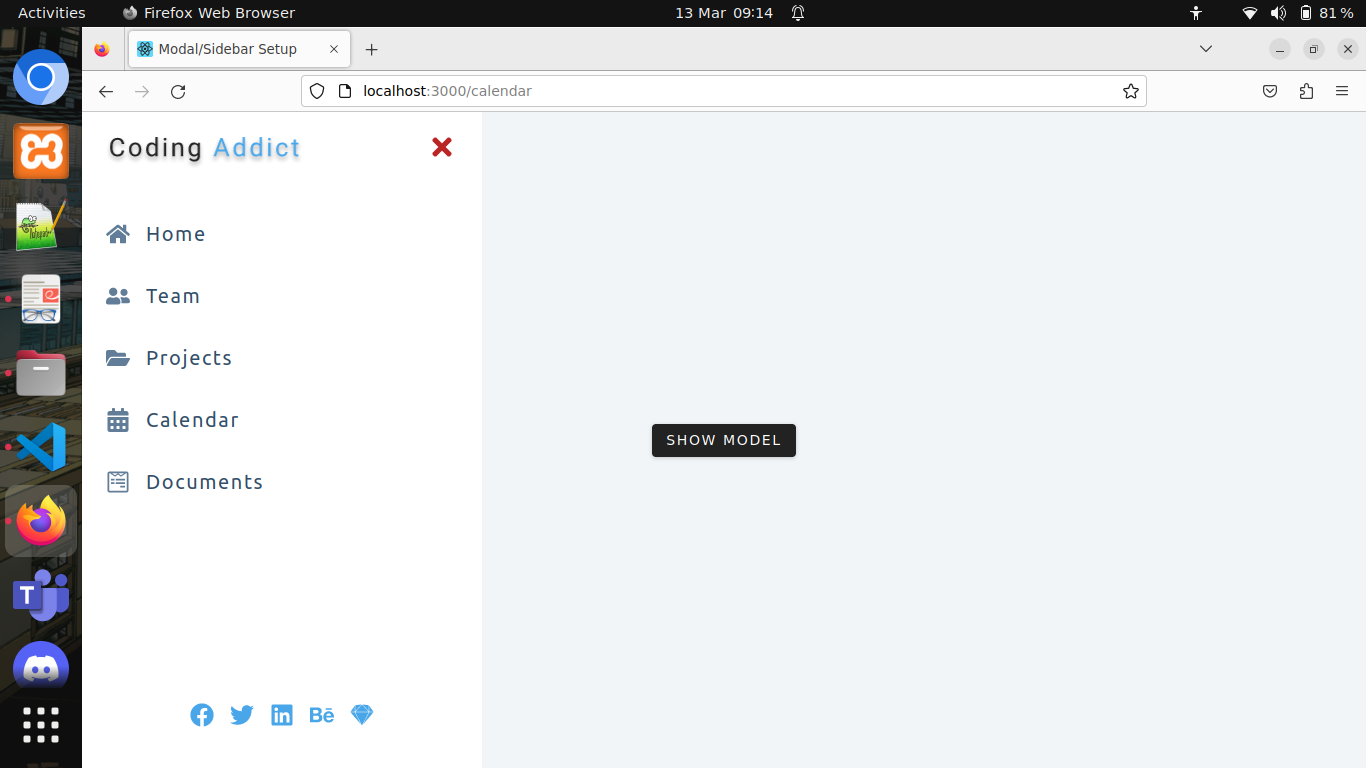 Activities Firefox Web Browser 13 Mar 09:14 81 %
Modal/Sidebar Setup
localhost:3000/calendar
Coding Addict
Home
Team
Projects
Calendar
SHOW MODEL
Documents
Bē